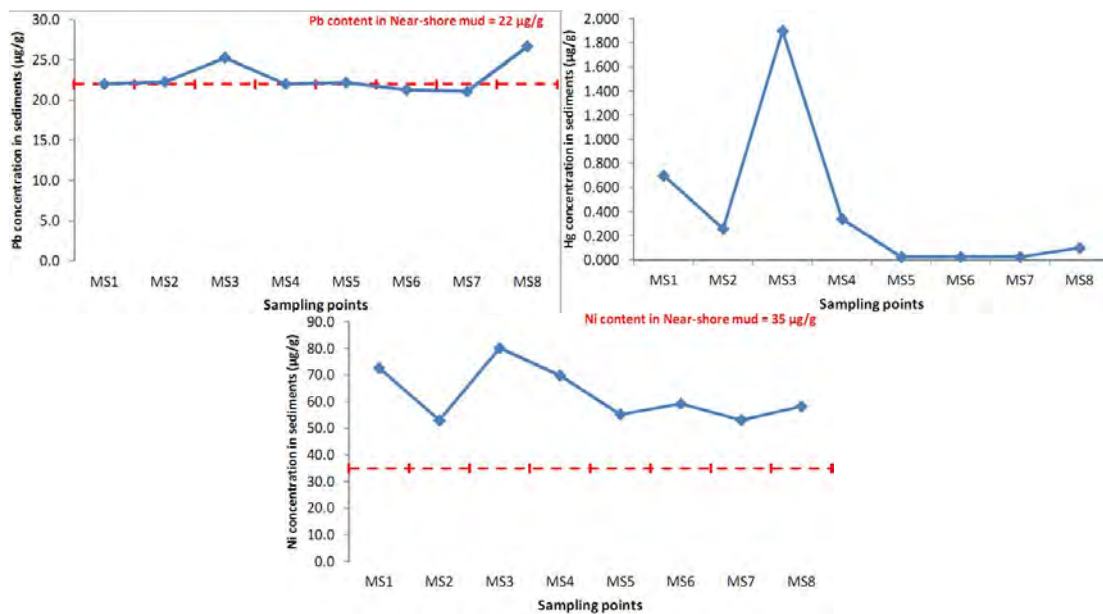 Pb content in Near-shore mud = 22 µg/g
Pb concentration in sediments (µg/g)
30.0
25.0
20.0
15.0
10.0
5.0
0.0
MS1 MS2 MS3 MS4 MS5 MS6 MS7 MS8
Sampling points
Hg concentration in sediments (µg/g)
2.000
1.800
1.600
1.400
1.200
1.000
0.800
0.600
0.400
0.200
0.000
MS1 MS2 MS3 MS4 MS5 MS6 MS7 MS8
Sampling points
Ni content in Near-shore mud = 35 µg/g
Ni concentration in sediments (µg/g)
90.0
80.0
70.0
60.0
50.0
40.0
30.0
20.0
10.0
0.0
MS1 MS2 MS3 MS4 MS5 MS6 MS7 MS8
Sampling points